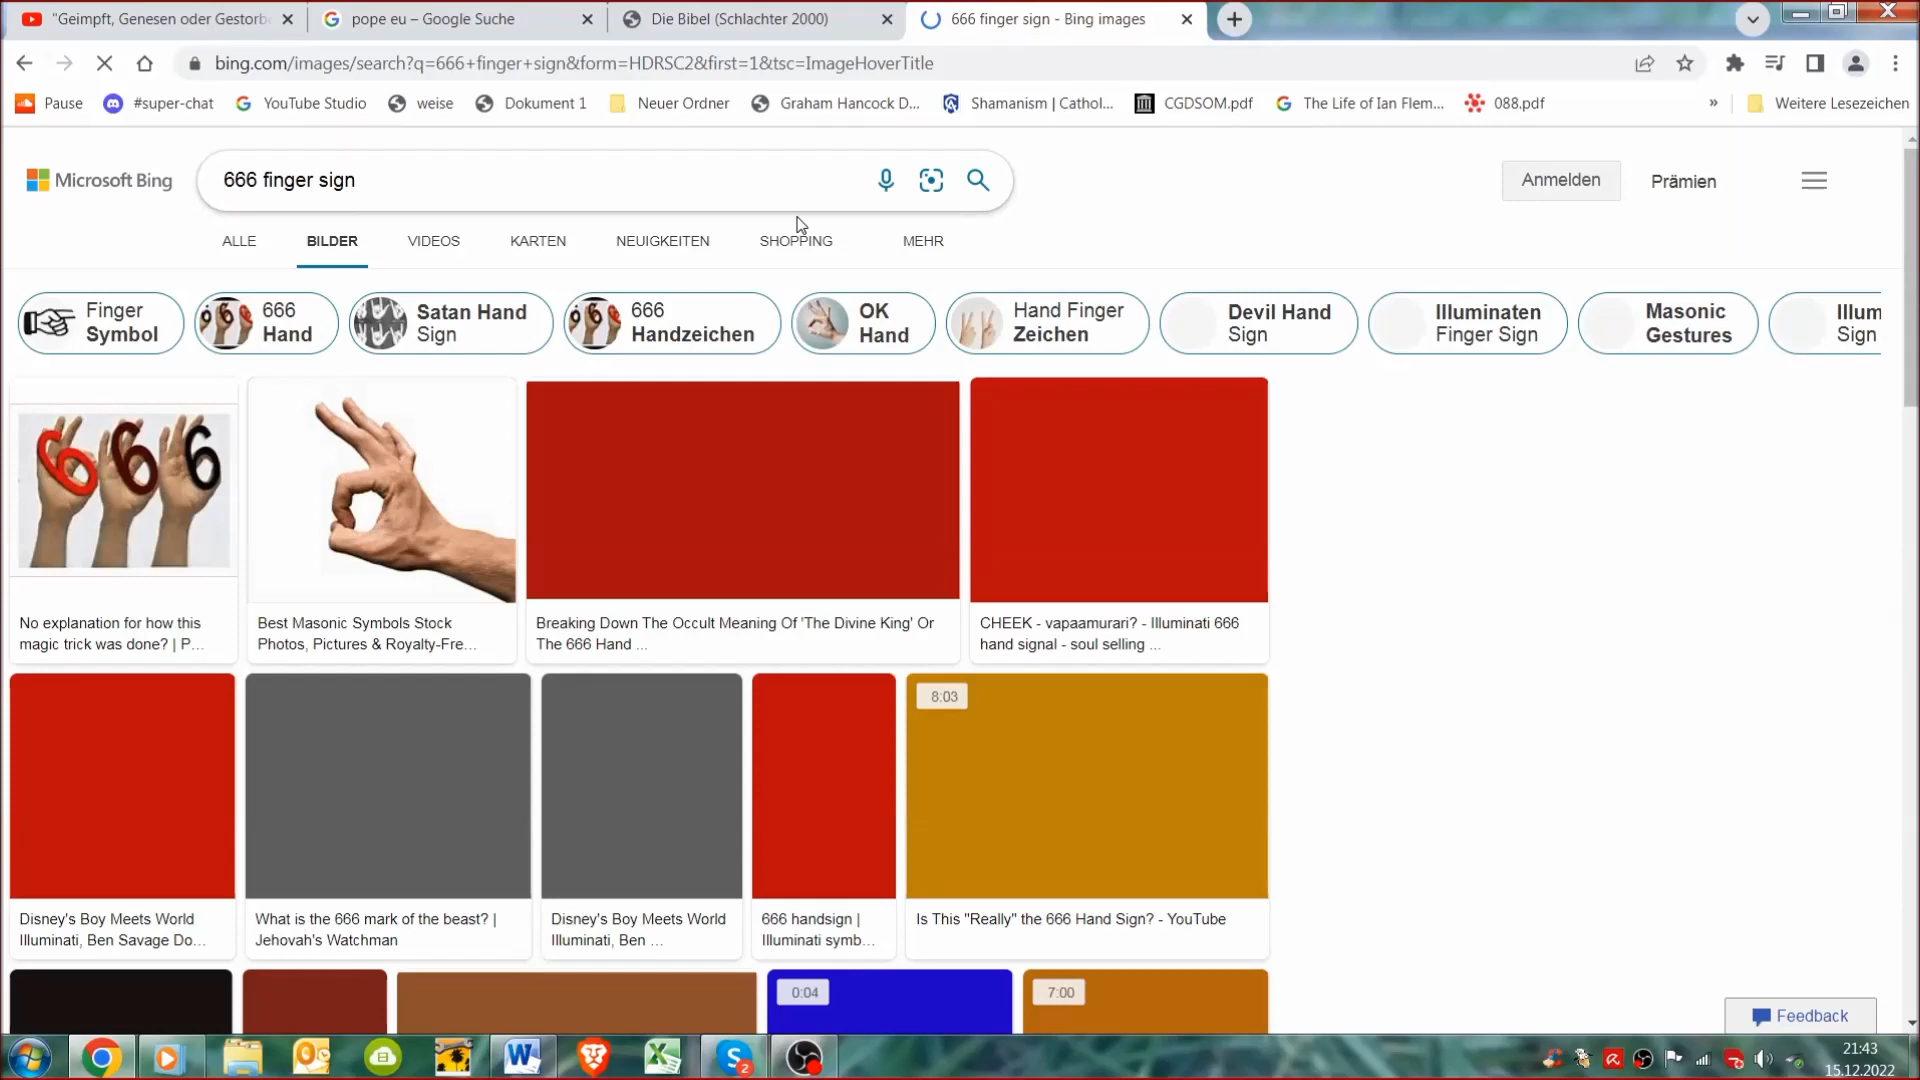 "Geimpft, Genesen oder Gestorbe
pope eu – Google Suche
Die Bibel (Schlachter 2000)
666 finger sign - Bing images
bing.com/images/search?q=666+finger+sign&form=HDRSC2&first=1&tsc=ImageHoverTitle
Pause
#super-chat
YouTube Studio
weise
Dokument 1
Neuer Ordner
Graham Hancock D...
Shamanism | Cathol...
CGDSOM.pdf
The Life of Ian Flem...
088.pdf
»
Weitere Lesezeichen
Microsoft Bing
666 finger sign
Anmelden
Prämien
ALLE
BILDER
VIDEOS
KARTEN
NEUIGKEITEN
SHOPPING
MEHR
Finger
Symbol
666
Hand
Satan Hand
Sign
666
Handzeichen
OK
Hand
Hand Finger
Zeichen
Devil Hand
Sign
Illuminaten
Finger Sign
Masonic
Gestures
Illum
Sign
666
No explanation for how this
magic trick was done? | P...
Best Masonic Symbols Stock
Photos, Pictures & Royalty-Fre...
Breaking Down The Occult Meaning Of 'The Divine King' Or
The 666 Hand ...
CHEEK - vapaamurari? - Illuminati 666
hand signal - soul selling ...
8:03
Disney's Boy Meets World
Illuminati, Ben Savage Do...
What is the 666 mark of the beast? |
Jehovah's Watchman
Disney's Boy Meets World
Illuminati, Ben ...
666 handsign |
Illuminati symb...
Is This "Really" the 666 Hand Sign? - YouTube
0:04
7:00
Feedback
2
21:43
15.12.2022